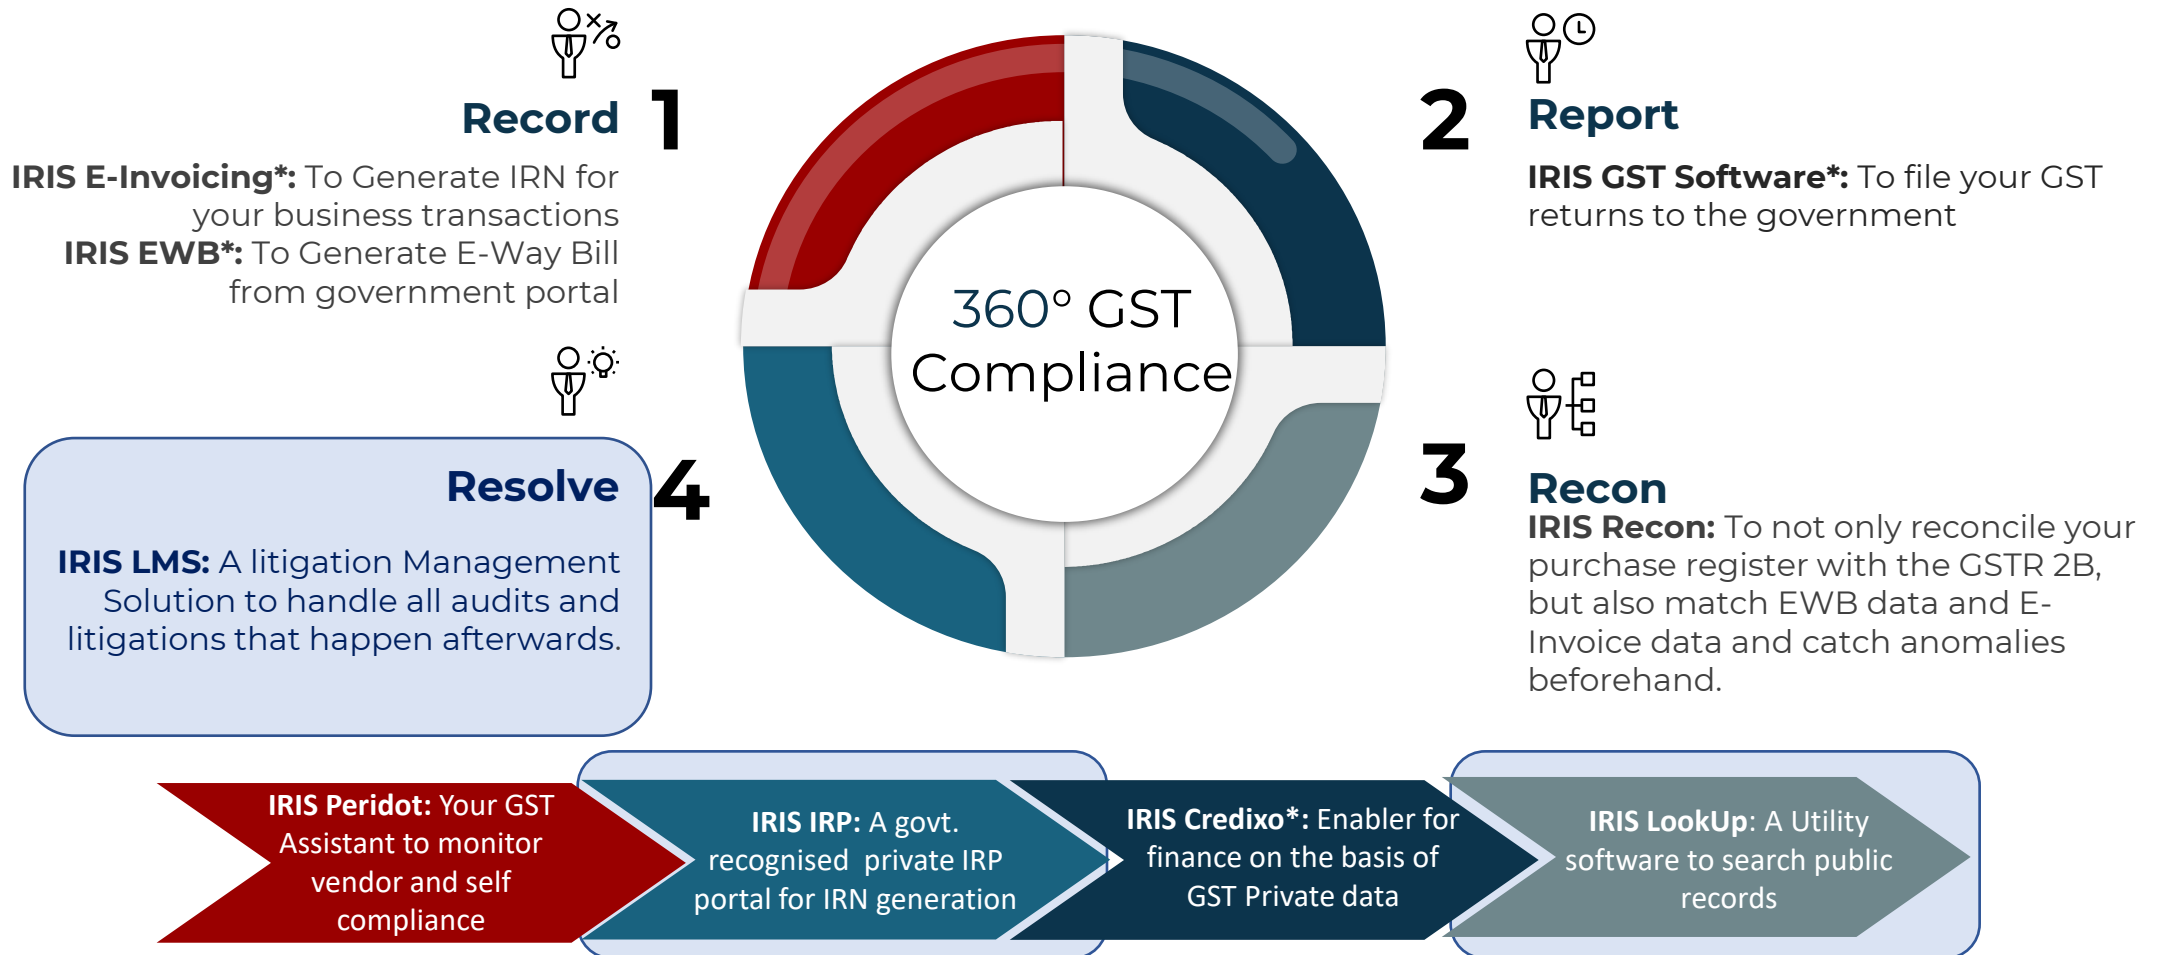 1
Record
IRIS E-Invoicing*: To Generate IRN for
your business transactions
IRIS EWB*: To Generate E-Way Bill
from government portal
2
Report
IRIS GST Software*: To file your GST
returns to the government
360° GST
Compliance
3
Recon
IRIS Recon: To not only reconcile your
purchase register with the GSTR 2B,
but also match EWB data and E-
Invoice data and catch anomalies
beforehand.
4
Resolve
IRIS LMS: A litigation Management
Solution to handle all audits and
litigations that happen afterwards.
IRIS Peridot: Your GST
Assistant to monitor
vendor and self
compliance
IRIS IRP: A govt.
recognised private IRP
portal for IRN generation
IRIS Credixo*: Enabler for
finance on the basis of
GST Private data
IRIS LookUp: A Utility
software to search public
records